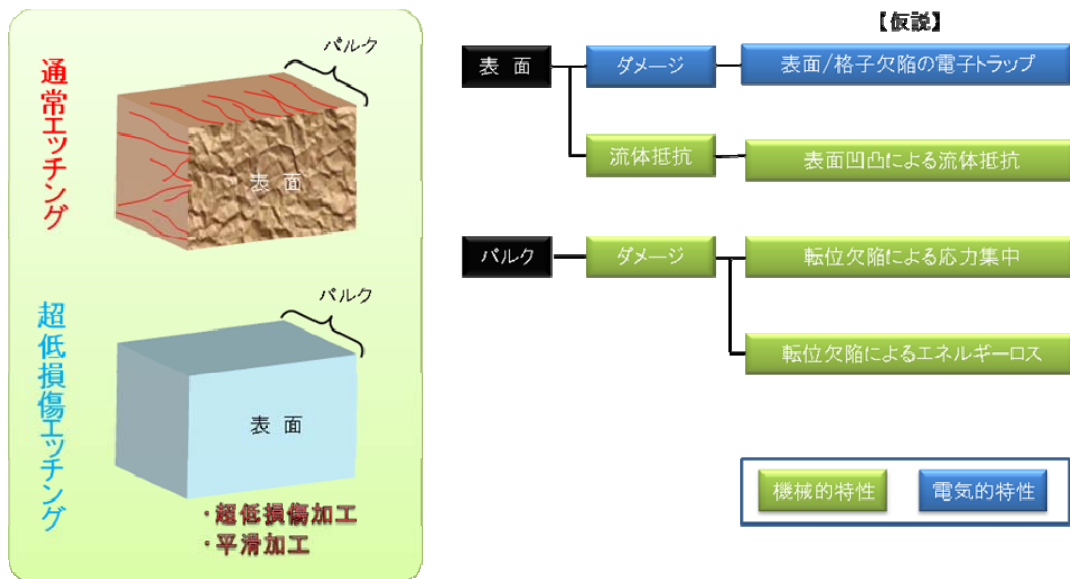 通常エッチング
バルク
表 面
超低損傷エッチング
バルク
表 面
・超低損傷加工
・平滑加工
【仮説】
表 面
ダメージ
表面/格子欠陥の電子トラップ
流体抵抗
表面凹凸による流体抵抗
バルク
ダメージ
転位欠陥による応力集中
転位欠陥によるエネルギーロス
機械的特性
電気的特性